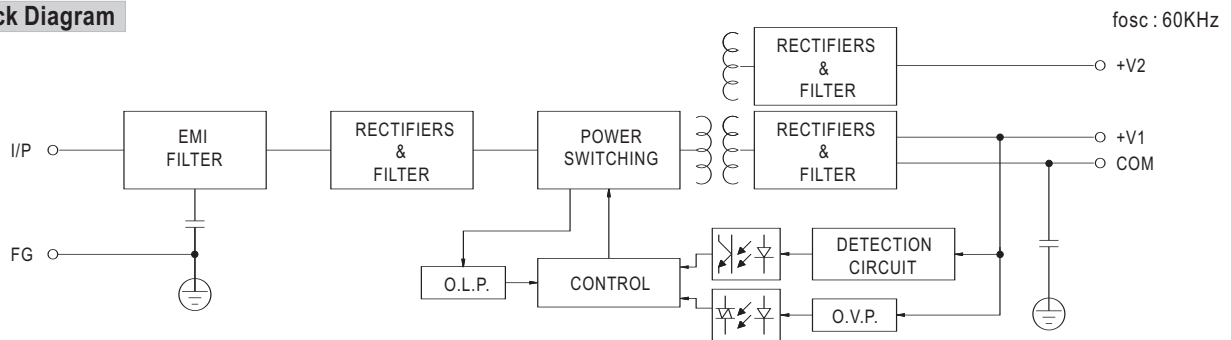 ck Diagram
fosc : 60KHz
RECTIFIERS
&
FILTER
+V2
I/P
EMI
FILTER
RECTIFIERS
&
FILTER
POWER
SWITCHING
RECTIFIERS
&
FILTER
+V1
COM
FG
O.L.P.
CONTROL
DETECTION
CIRCUIT
O.V.P.